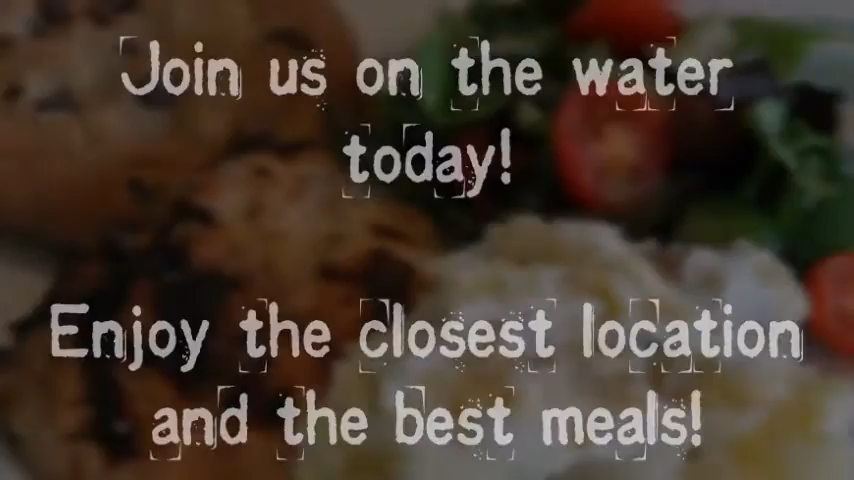 Join us on the water
today!
Enjoy the closest location
and the best meals!